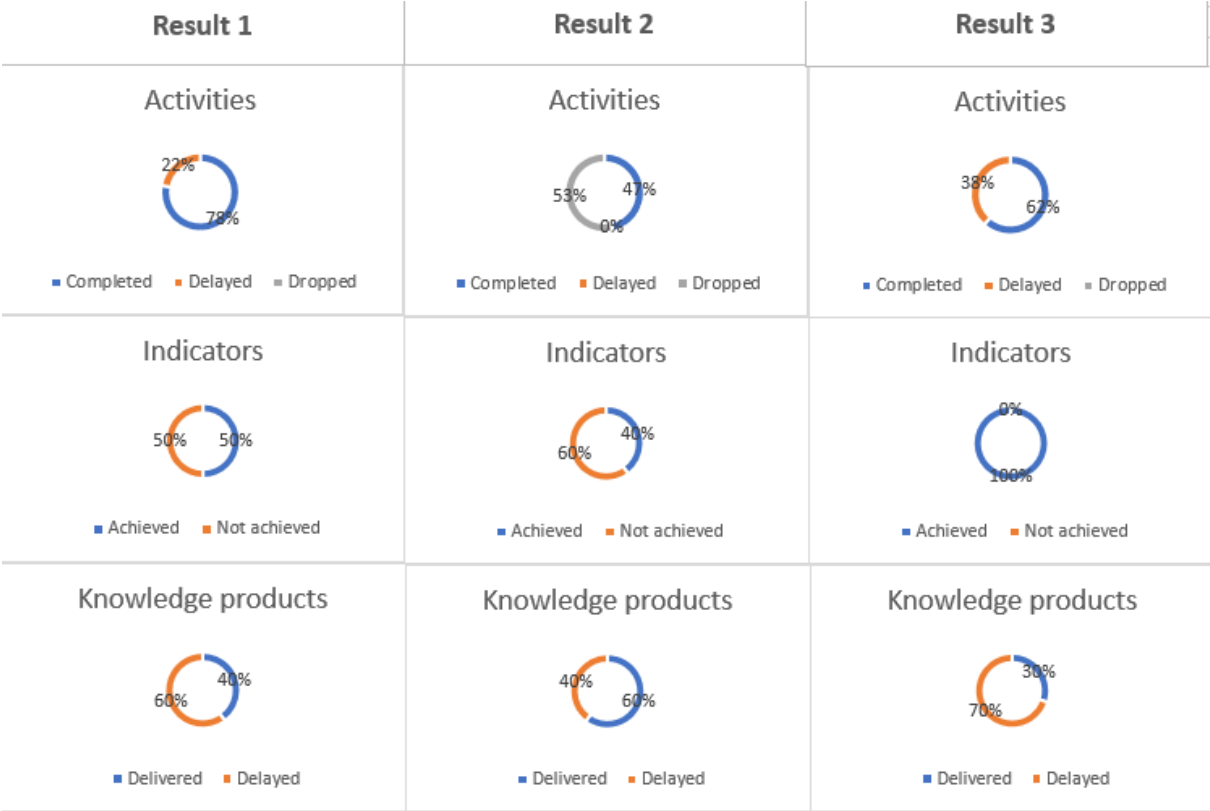 Result 1
Result 2
Result 3
Activities
22%
78%
Completed Delayed Dropped
Activities
53%
47%
0%
Completed Delayed Dropped
Activities
38%
62%
Completed Delayed Dropped
Indicators
50%
50%
Achieved Not achieved
Indicators
40%
60%
Achieved Not achieved
Indicators
0%
100%
Achieved Not achieved
Knowledge products
40%
60%
Delivered Delayed
Knowledge products
40%
60%
Delivered Delayed
Knowledge products
30%
70%
Delivered Delayed